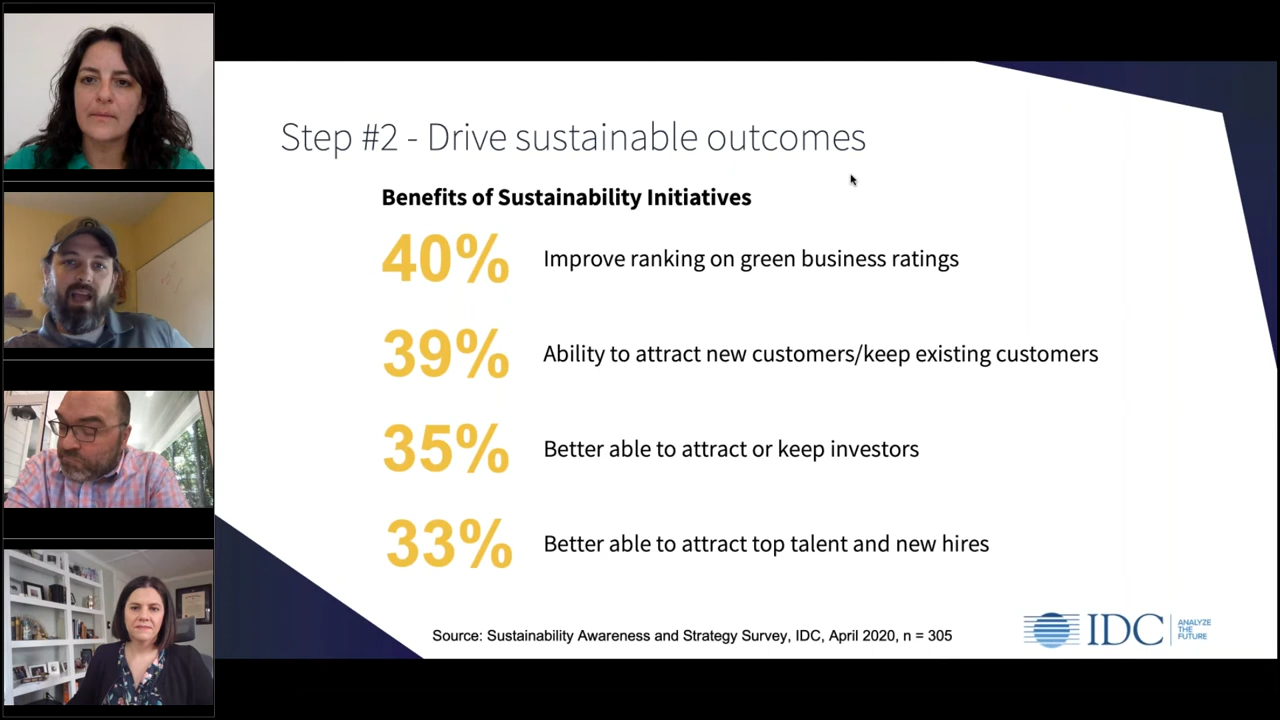 Step #2 - Drive sustainable outcomes
Benefits of Sustainability Initiatives
40% Improve ranking on green business ratings
39% Ability to attract new customers/keep existing customers
35% Better able to attract or keep investors
33% Better able to attract top talent and new hires
Source: Sustainability Awareness and Strategy Survey, IDC, April 2020, n = 305
IDC
ANALYZE
THE
FUTURE